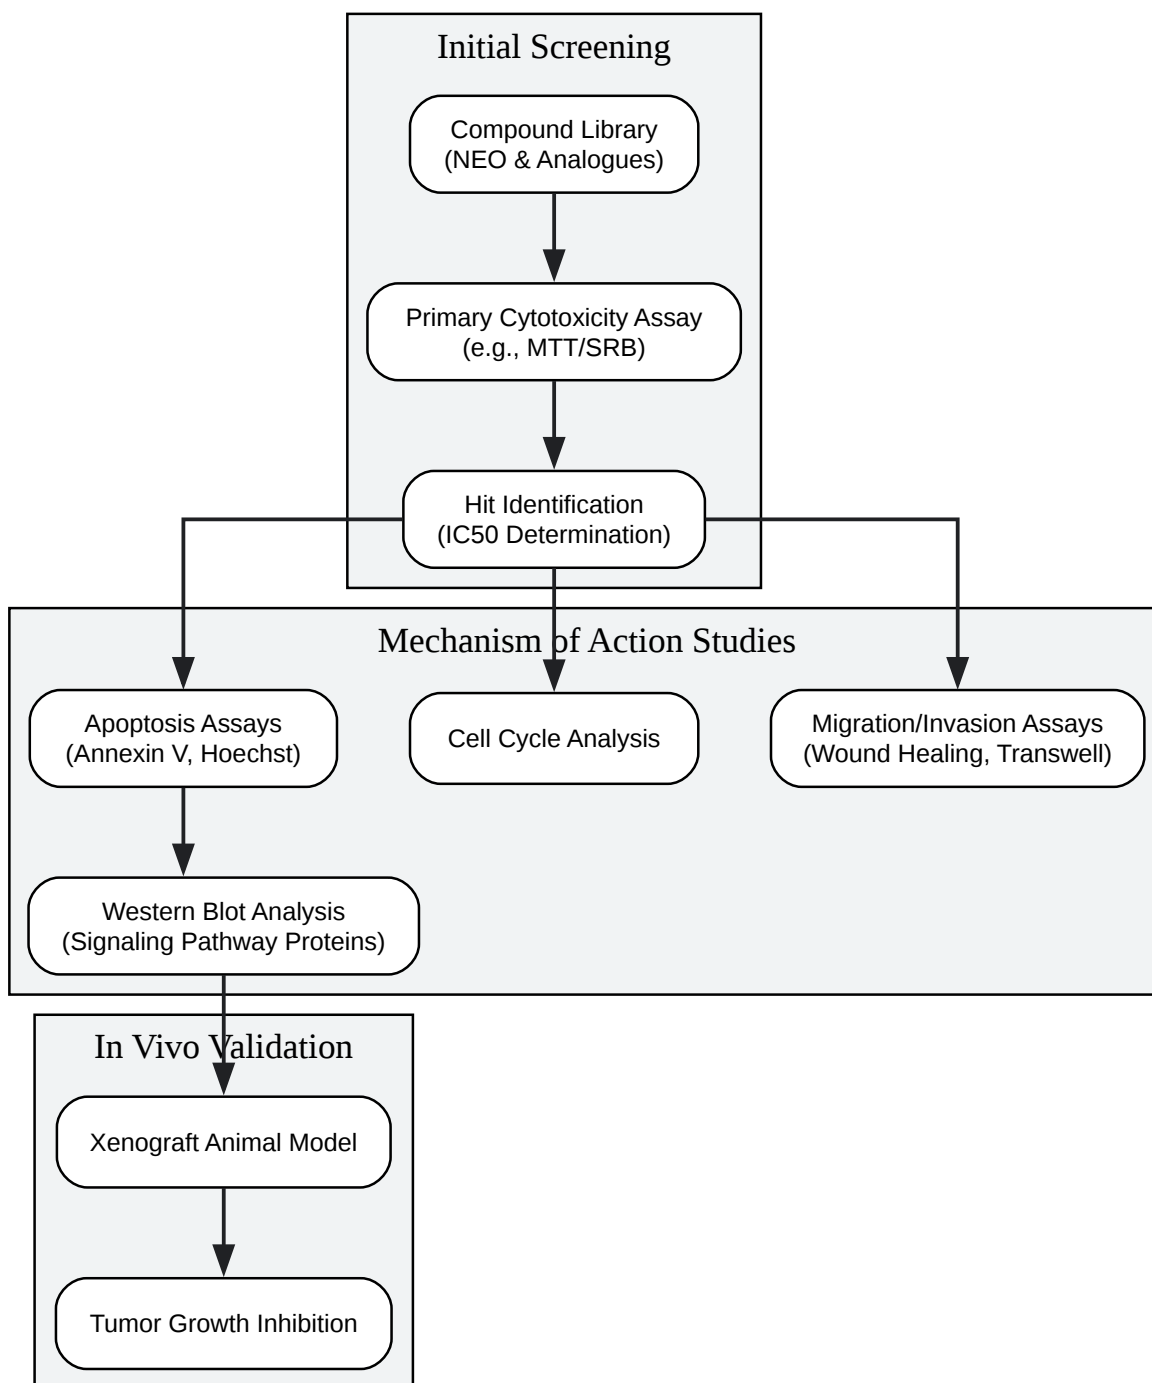 Initial Screening
Compound Library
(NEO & Analogues)
Primary Cytotoxicity Assay
(e.g., MTT/SRB)
Hit Identification
(IC50 Determination)
Mechanism of Action Studies
Apoptosis Assays
(Annexin V, Hoechst)
Cell Cycle Analysis
Migration/Invasion Assays
(Wound Healing, Transwell)
Western Blot Analysis
(Signaling Pathway Proteins)
In Vivo Validation
Xenograft Animal Model
Tumor Growth Inhibition